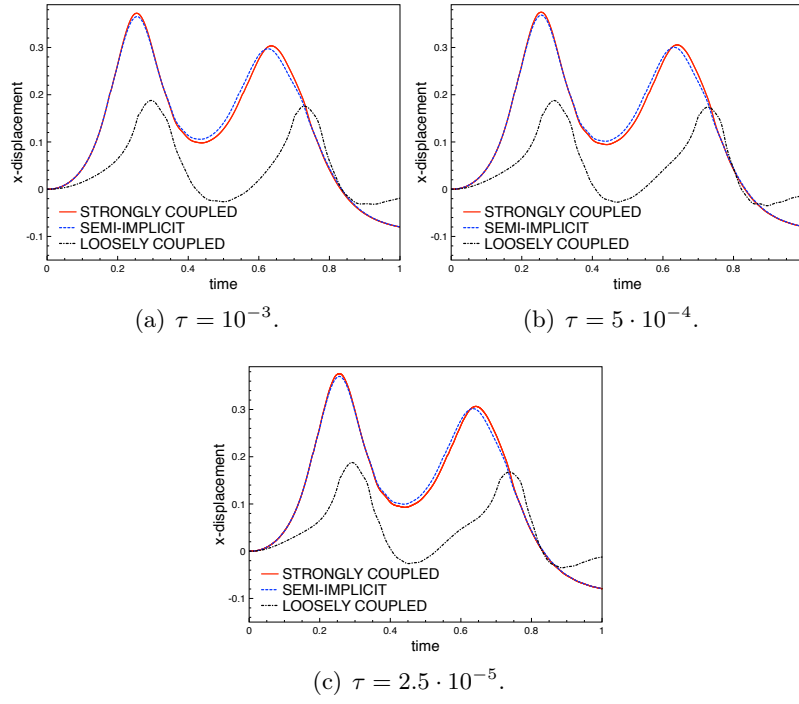 x-displacement
0.3
0.2
0.1
0
-0.1
STRONGLY COUPLED
SEMI-IMPLICIT
LOOSELY COUPLED
0 0.2 0.4 0.6 0.8 1
time
(a) τ = 10⁻³.
x-displacement
0.3
0.2
0.1
0
-0.1
STRONGLY COUPLED
SEMI-IMPLICIT
LOOSELY COUPLED
0 0.2 0.4 0.6 0.8
time
(b) τ = 5 · 10⁻⁴.
x-displacement
0.3
0.2
0.1
0
-0.1
STRONGLY COUPLED
SEMI-IMPLICIT
LOOSELY COUPLED
0 0.2 0.4 0.6 0.8 1
time
(c) τ = 2.5 · 10⁻⁵.